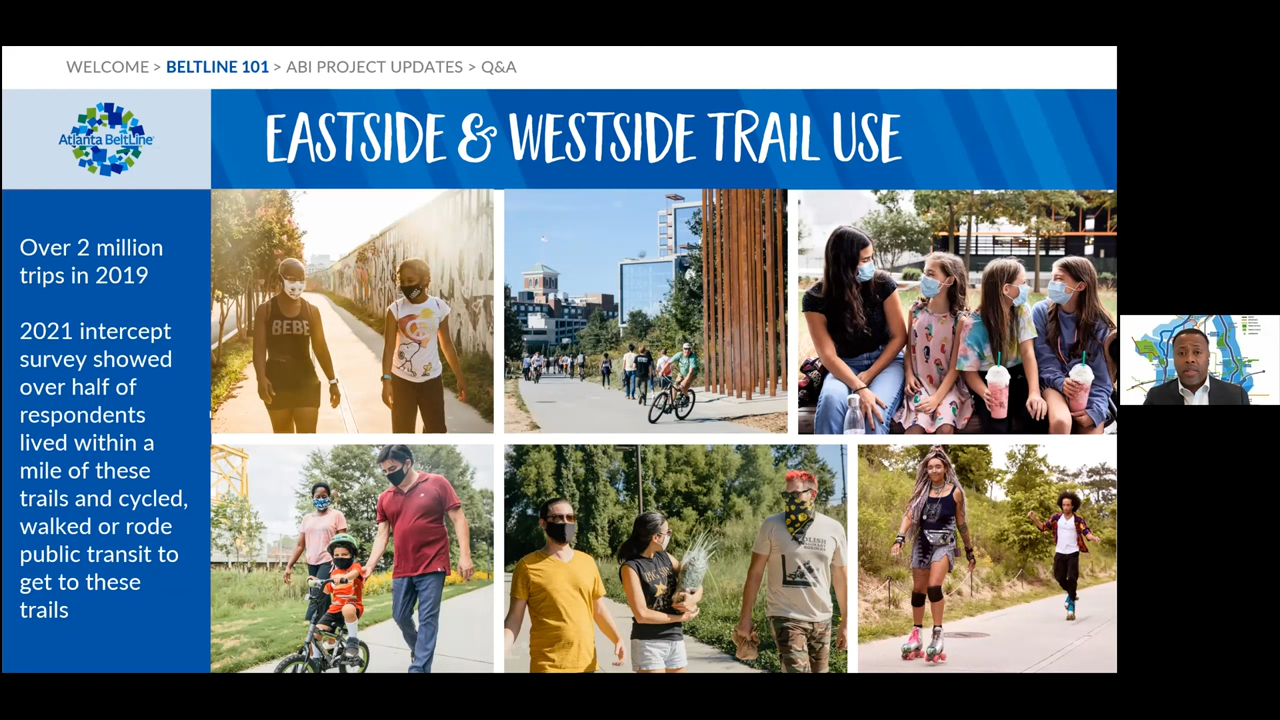 WELCOME > BELTLINE 101 > ABI PROJECT UPDATES > Q&A
Atlanta BeltLine
EASTSIDE & WESTSIDE TRAIL USE
Over 2 million
trips in 2019
2021 intercept
survey showed
over half of
respondents
lived within a
mile of these
trails and cycled,
walked or rode
public transit to
get to these
trails
BEBE